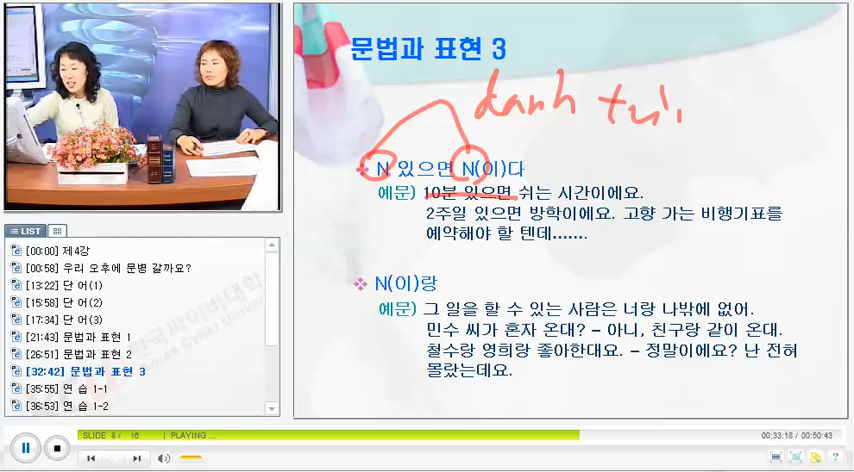 문법과 표현 3
danh từ
❖ N 있으면 N(이)다
예문) 10분 있으면 쉬는 시간이에요.
2주일 있으면 방학이에요. 고향 가는 비행기표를
예약해야 할 텐데.......
❖ N(이)랑
예문) 그 일을 할 수 있는 사람은 너랑 나밖에 없어.
민수 씨가 혼자 온대? – 아니, 친구랑 같이 온대.
철수랑 영희랑 좋아한대요. – 정말이에요? 난 전혀
몰랐는데요.
LIST
[00:00] 제4강
[00:58] 우리 오후에 문병 갈까요?
[13:22] 단 어(1)
[15:58] 단 어(2)
[17:34] 단 어(3)
[21:43] 문법과 표현 1
[26:51] 문법과 표현 2
[32:42] 문법과 표현 3
[35:55] 연 습 1-1
[36:53] 연 습 1-2
한국싸이버대학
SLIDE 8 / 16 | PLAYING ...
00:33:18 / 00:50:43